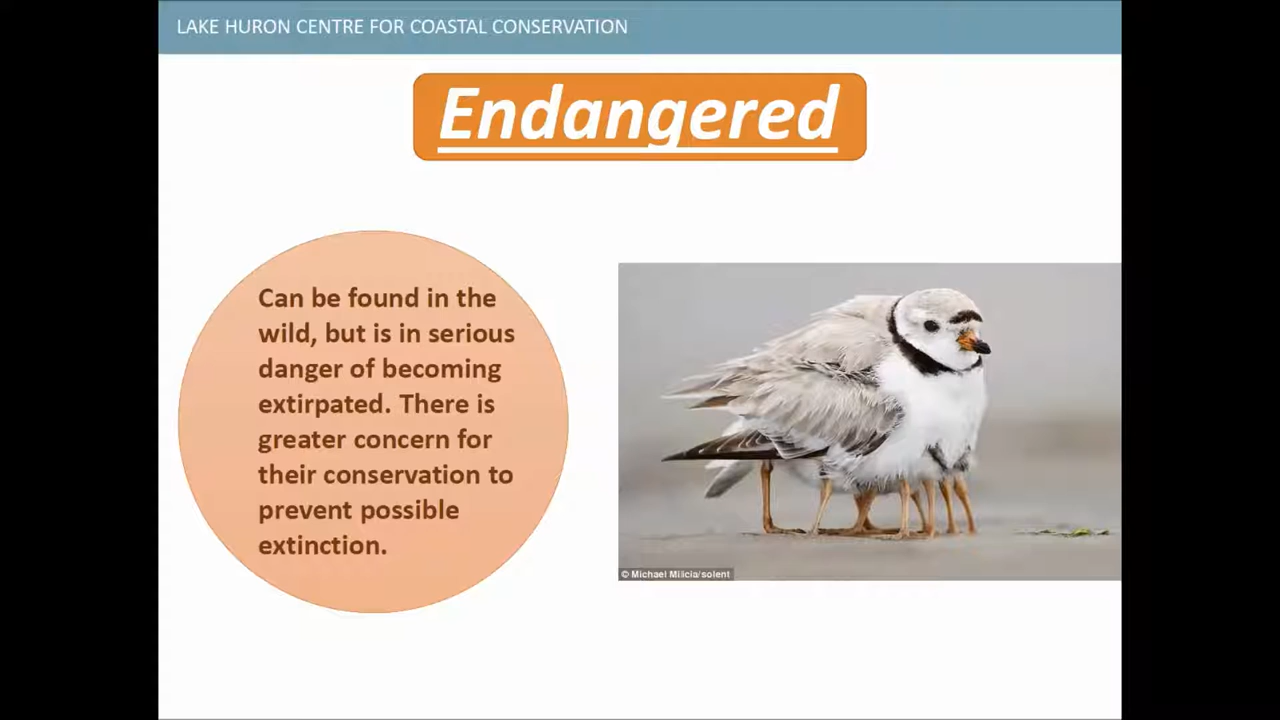 LAKE HURON CENTRE FOR COASTAL CONSERVATION
Endangered
Can be found in the
wild, but is in serious
danger of becoming
extirpated. There is
greater concern for
their conservation to
prevent possible
extinction.
© Michael Milicia/solent